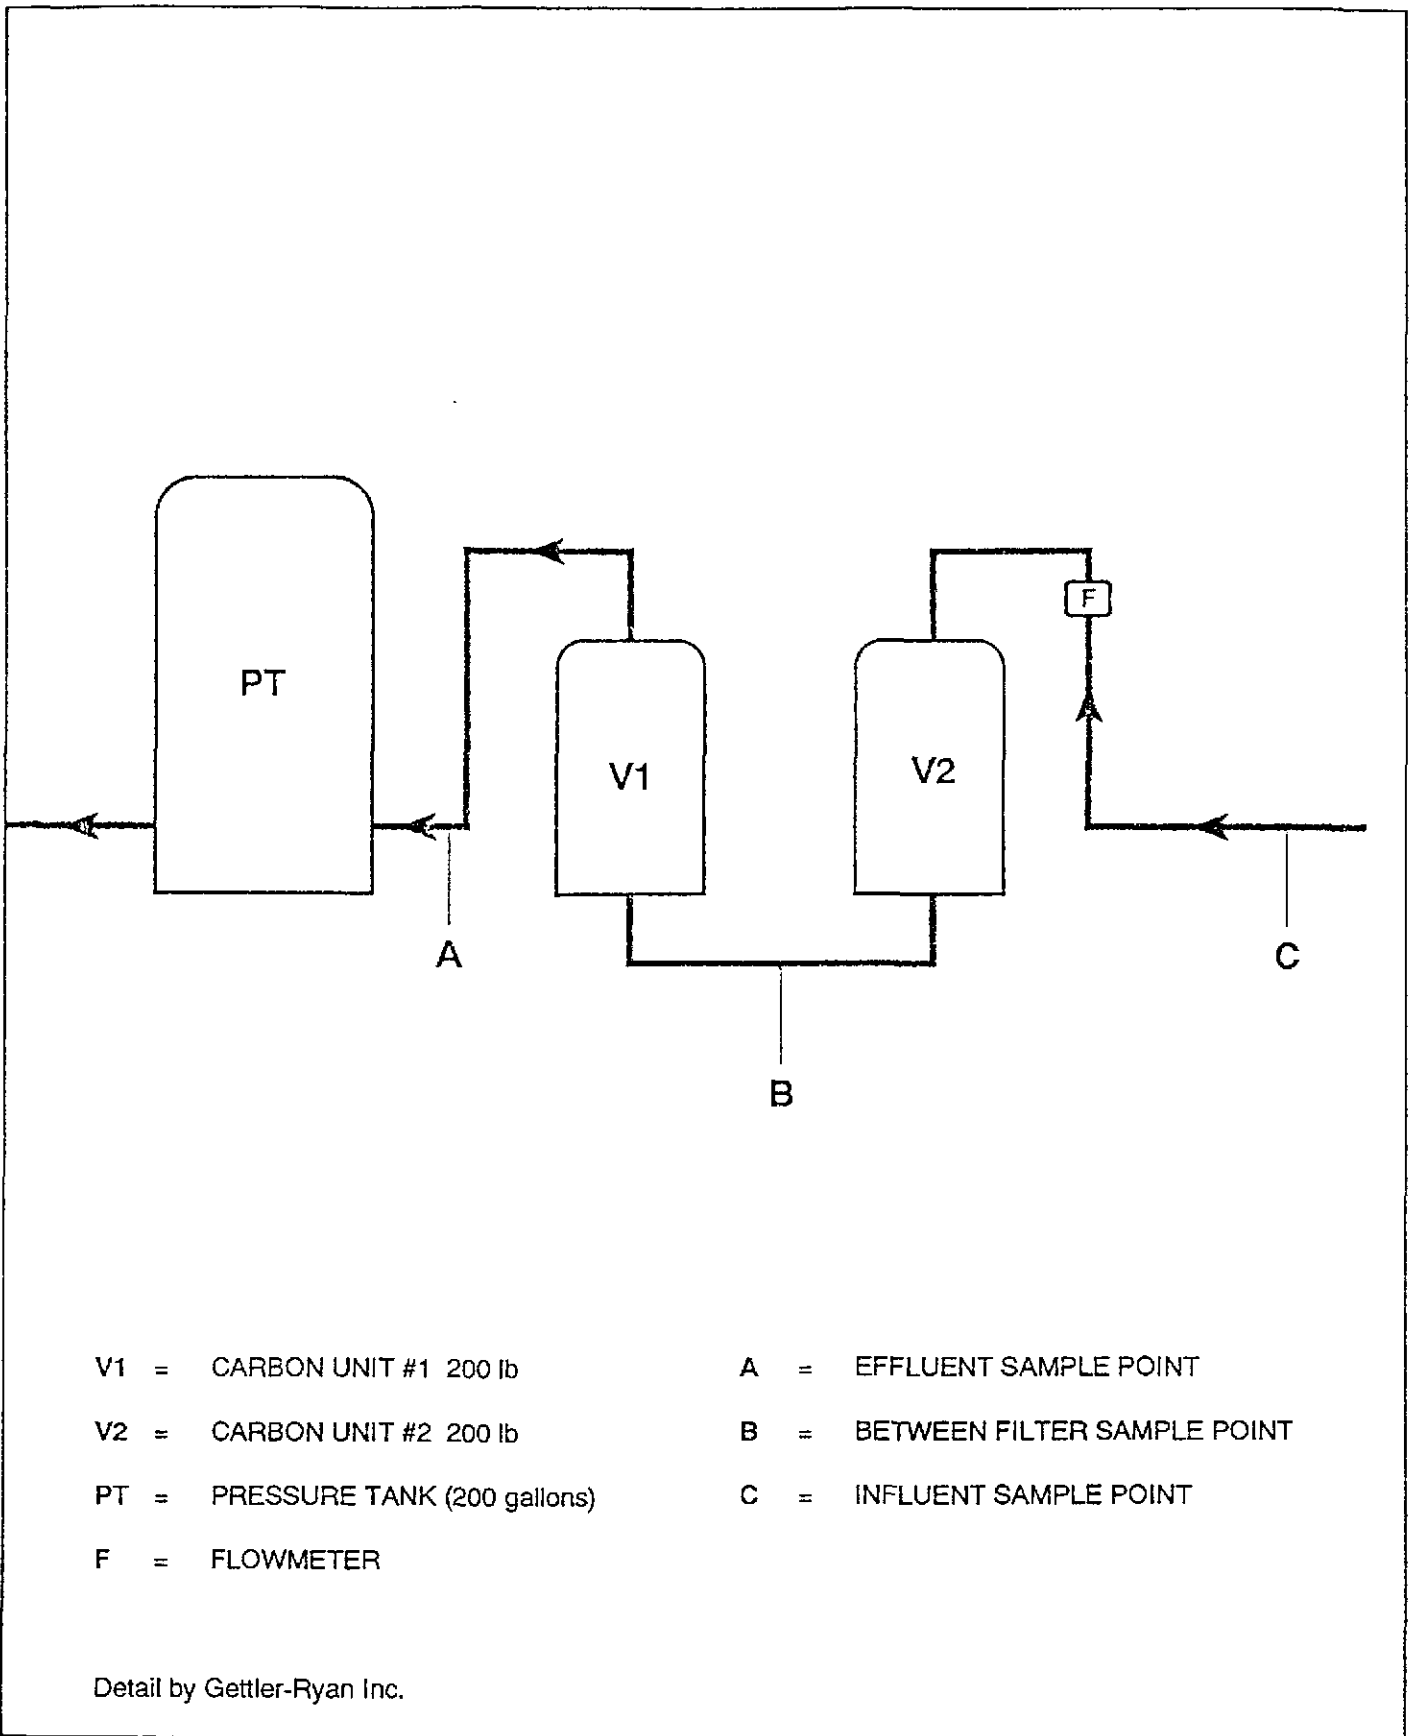 F
PT
V1
V2
A
C
B
V1 = CARBON UNIT #1 200 lb
A = EFFLUENT SAMPLE POINT
V2 = CARBON UNIT #2 200 lb
B = BETWEEN FILTER SAMPLE POINT
PT = PRESSURE TANK (200 gallons)
C = INFLUENT SAMPLE POINT
F = FLOWMETER
Detail by Gettler-Ryan Inc.